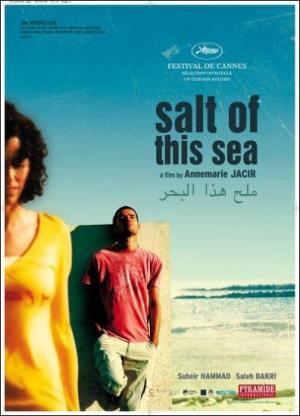 FESTIVAL DE CANNES
SÉLECTION OFFICIELLE
UN CERTAIN REGARD
salt of
this sea
a film by Annemarie JACIR
ملح هذا البحر
Suheir HAMMAD
Saleh BAKRI
PYRAMIDE
INTERNATIONAL